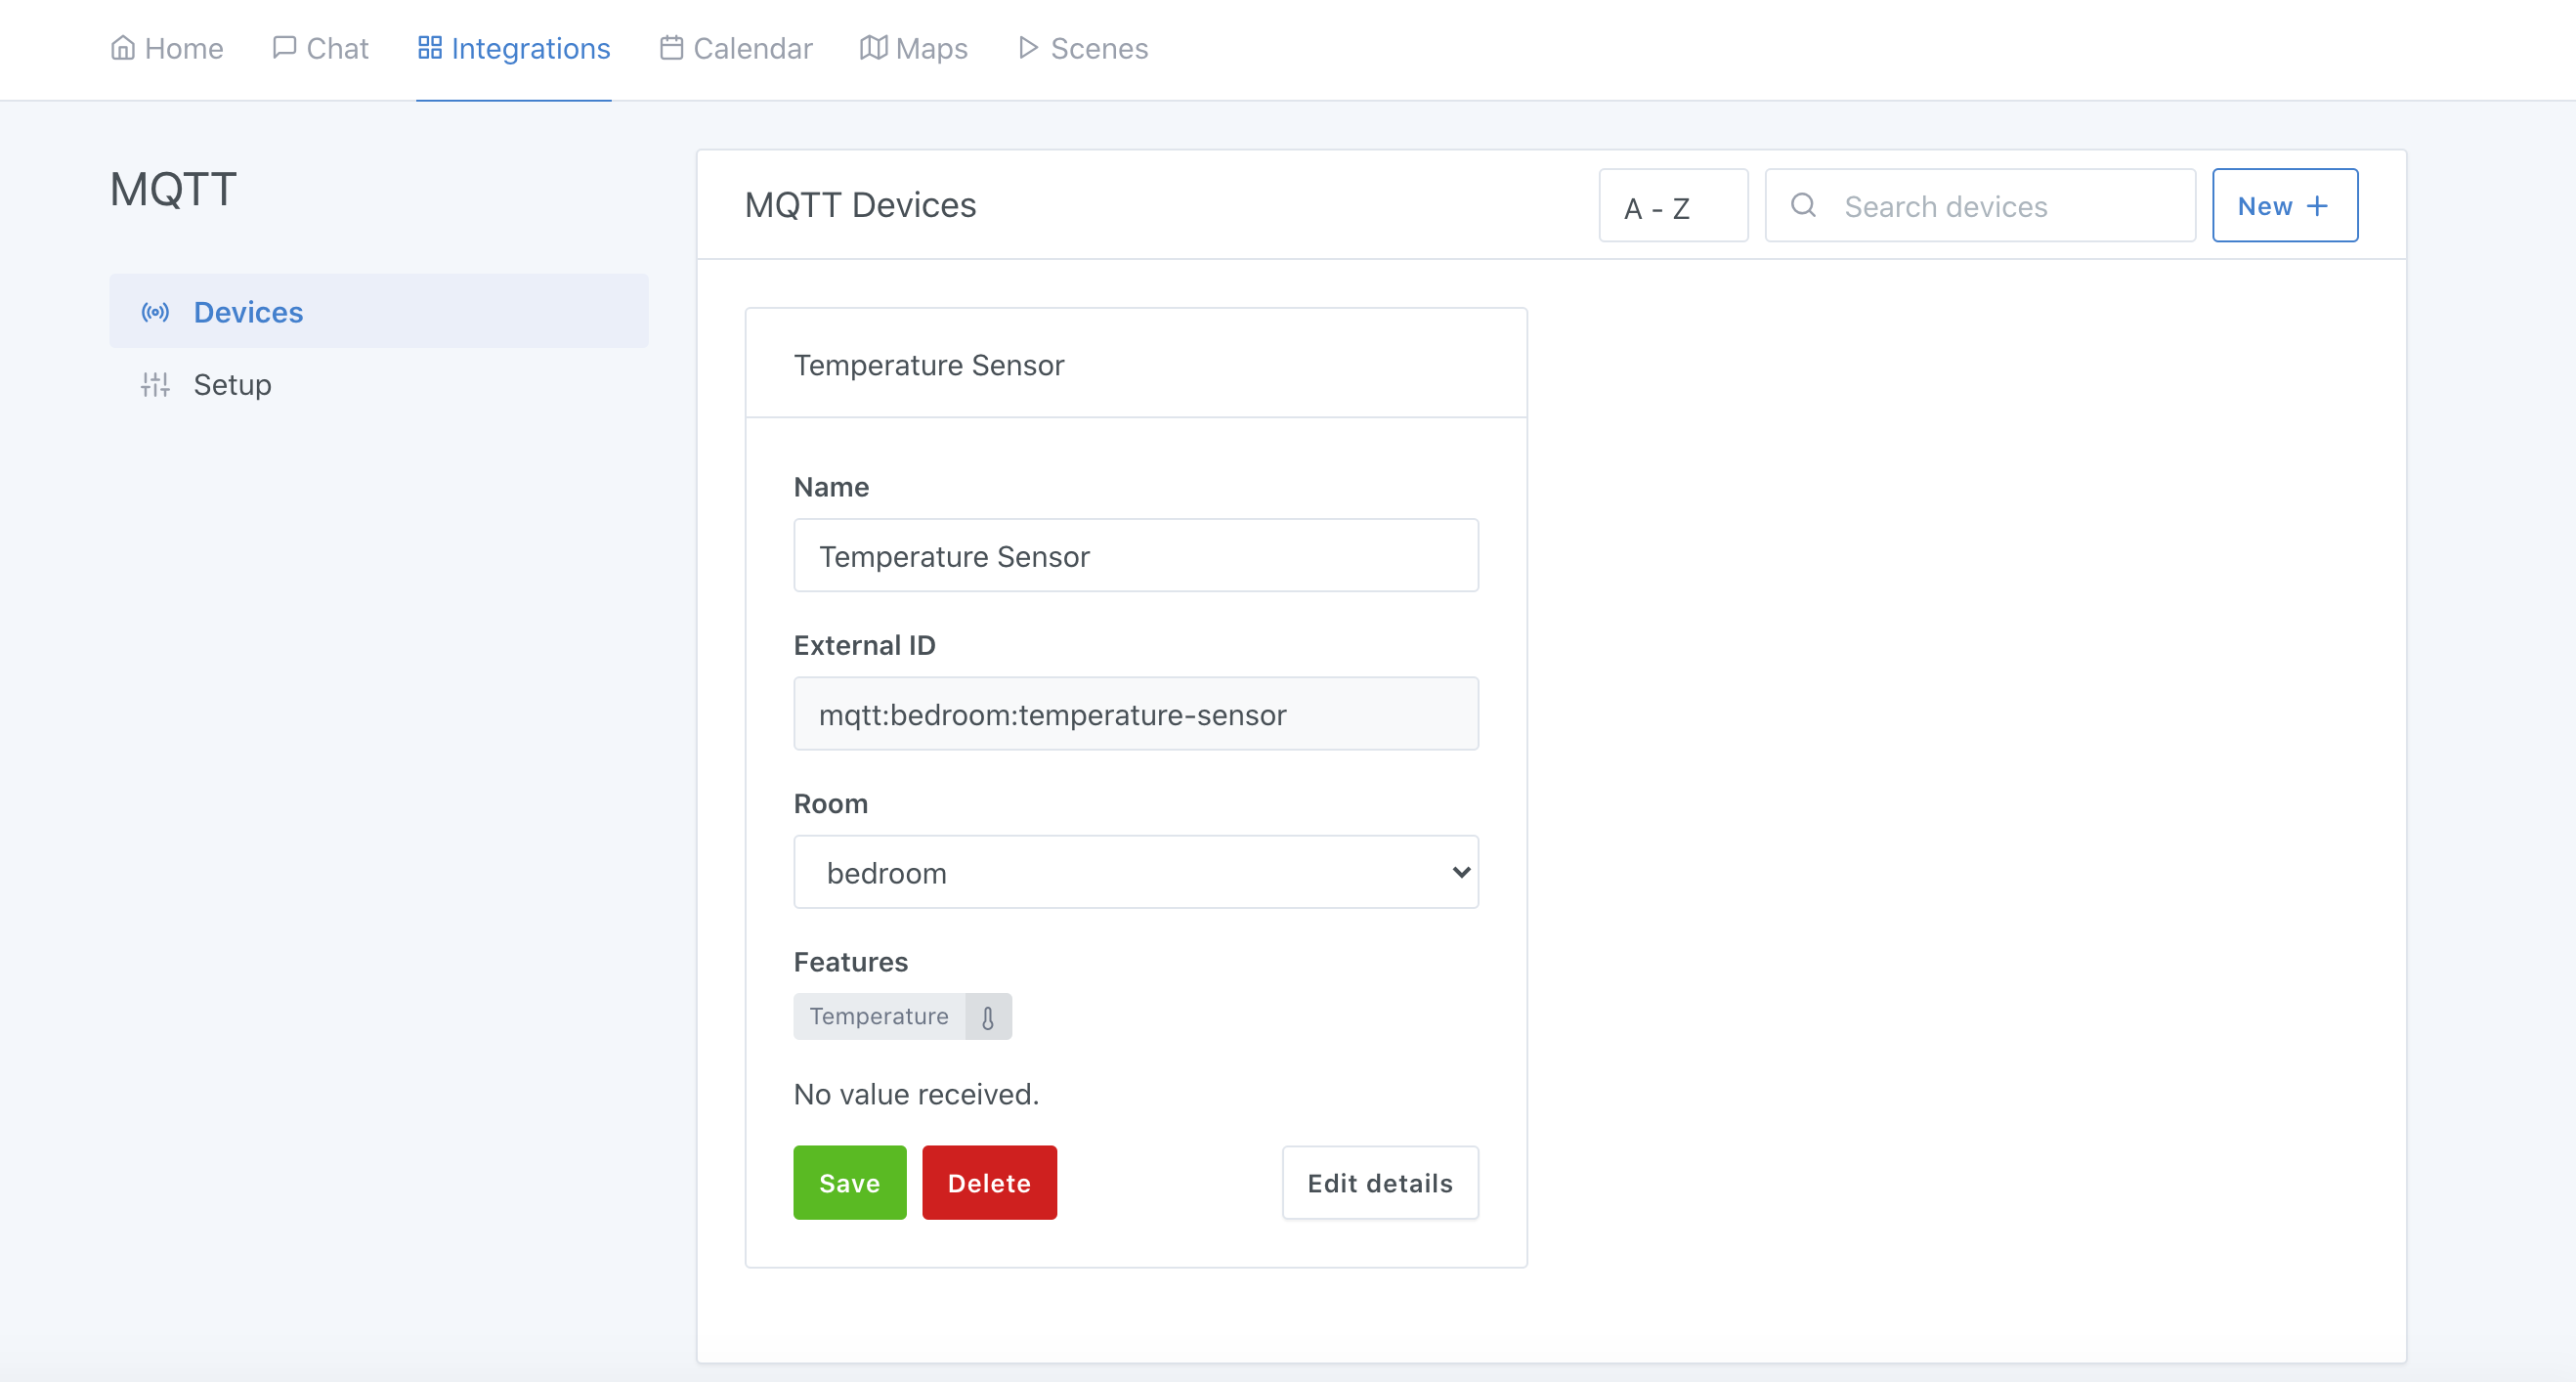 Home Chat Integrations Calendar Maps Scenes
MQTT
Devices
Setup
MQTT Devices A - Z Search devices New +
Temperature Sensor
Name
Temperature Sensor
External ID
mqtt:bedroom:temperature-sensor
Room
bedroom
Features
Temperature
No value received.
Save Delete Edit details